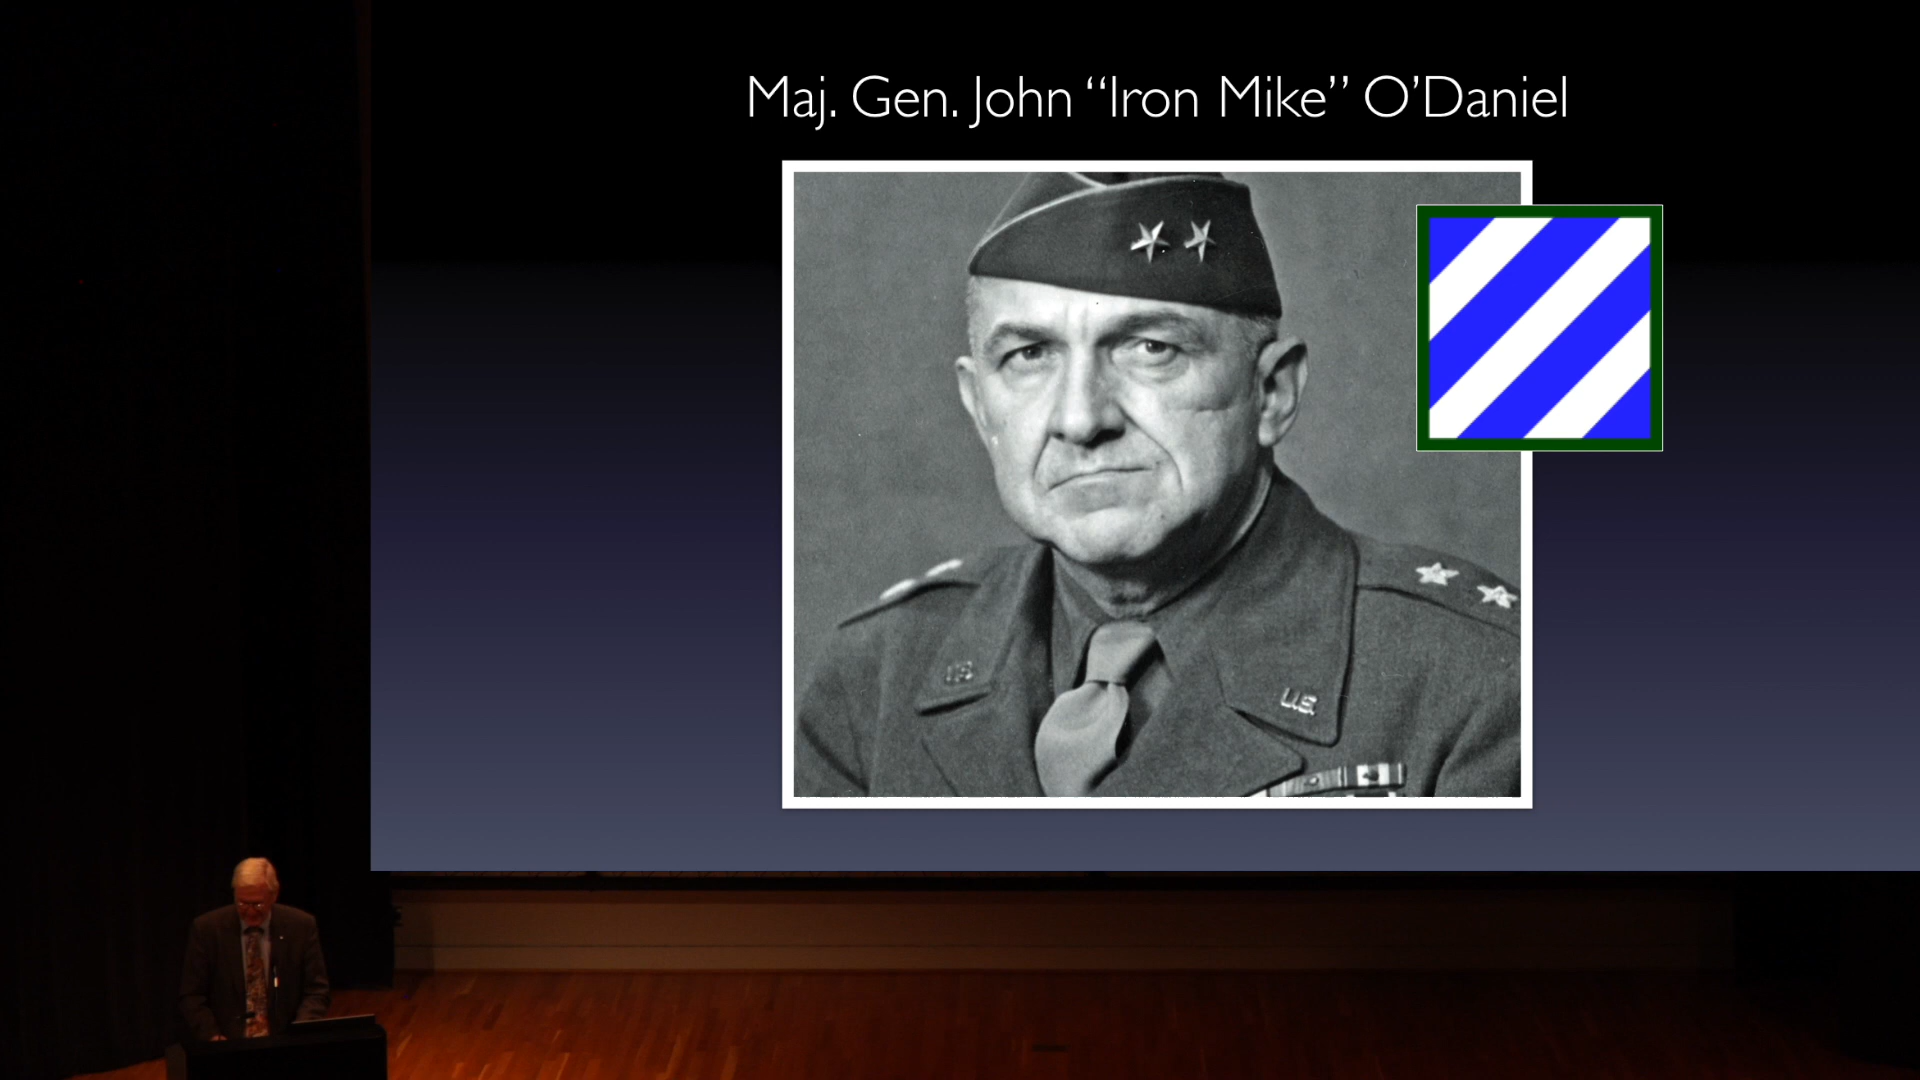 Maj. Gen. John “Iron Mike” O’Daniel
U.S.
U.S.